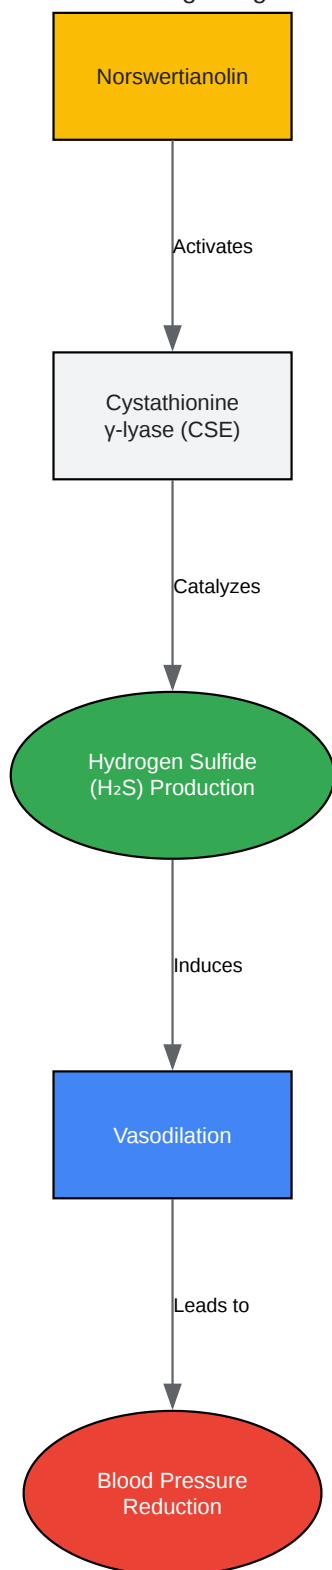 Norswertianolin
Activates
Cystathionine
γ-lyase (CSE)
Catalyzes
Hydrogen Sulfide
(H₂S) Production
Induces
Vasodilation
Leads to
Blood Pressure
Reduction